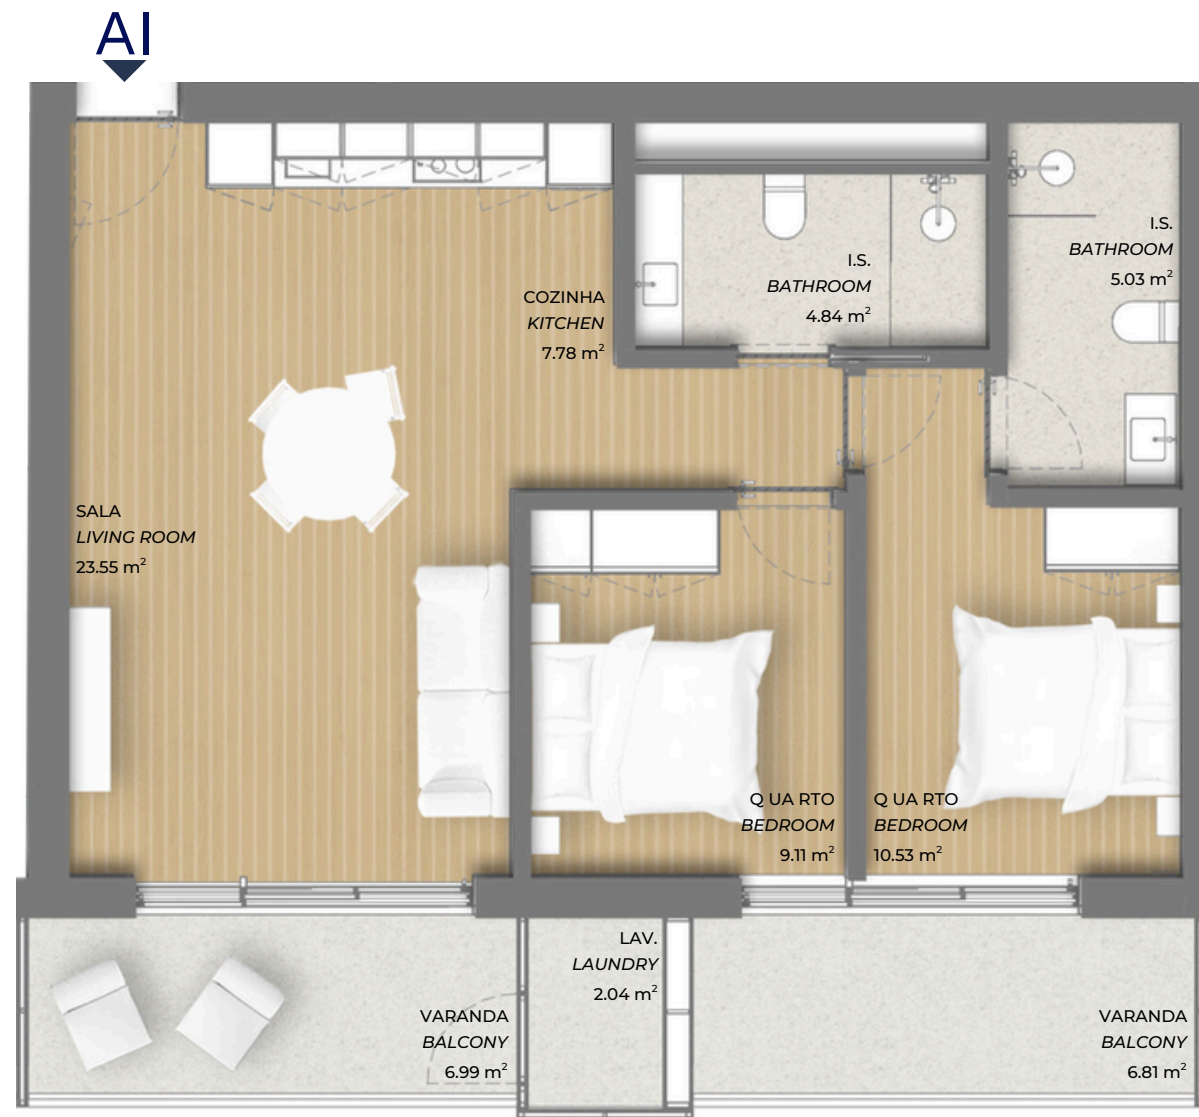 AI
I.S.
BATHROOM
5.03 m²
I.S.
BATHROOM
4.84 m²
COZINHA
KITCHEN
7.78 m²
SALA
LIVING ROOM
23.55 m²
Q UA RTO
BEDROOM
9.11 m²
Q UA RTO
BEDROOM
10.53 m²
LAV.
LAUNDRY
2.04 m²
VARANDA
BALCONY
6.99 m²
VARANDA
BALCONY
6.81 m²